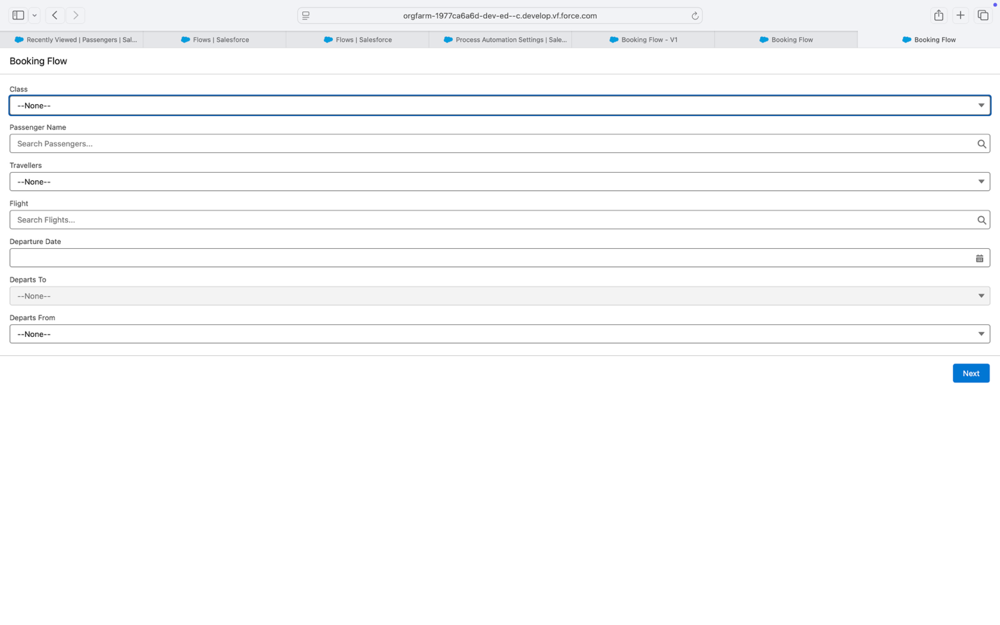 orgfarm-1977ca6a6d-dev-ed--c.develop.vf.force.com
Recently Viewed | Passengers | Sal...
Flows | Salesforce
Flows | Salesforce
Process Automation Settings | Sale...
Booking Flow - V1
Booking Flow
Booking Flow
Booking Flow
Class
--None--
Passenger Name
Search Passengers...
Travellers
--None--
Flight
Search Flights...
Departure Date
Departs To
--None--
Departs From
--None--
Next